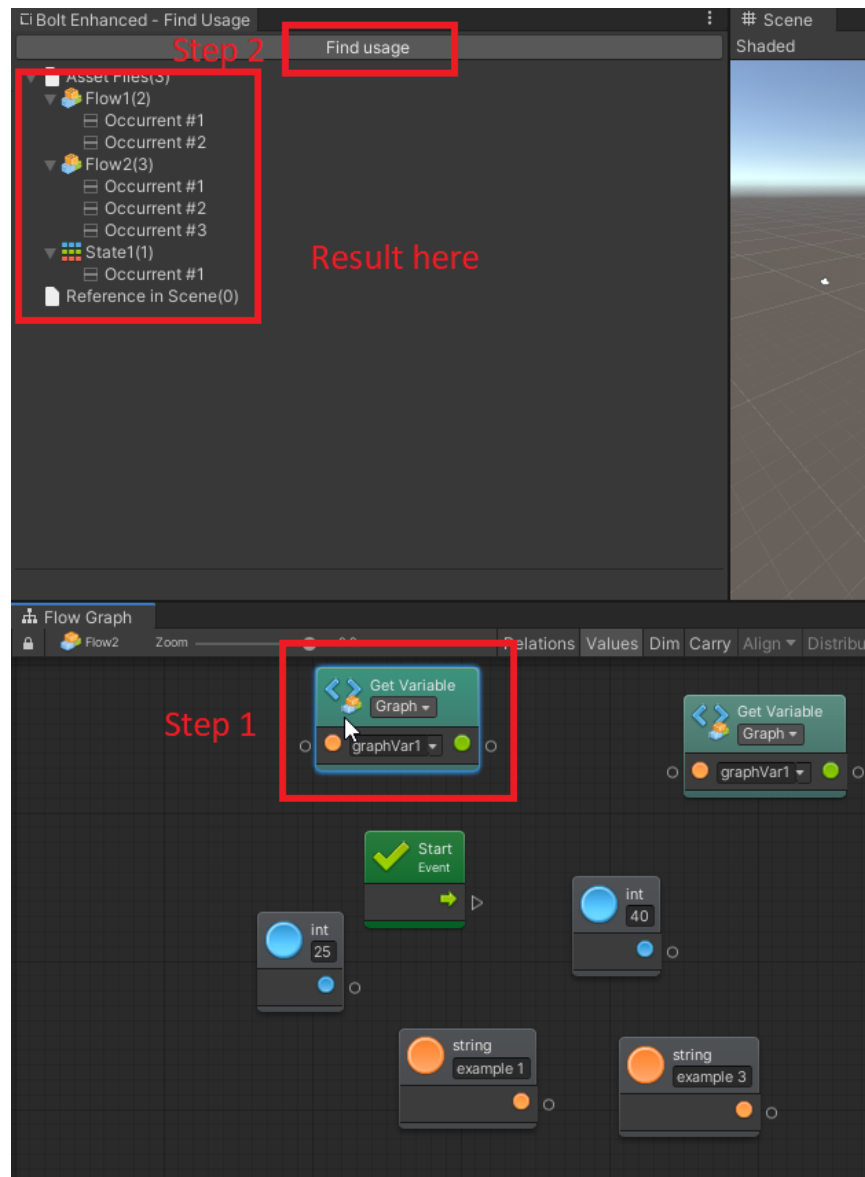 Bolt Enhanced - Find Usage
Scene
Step 2
Find usage
Shaded
Asset Files(3)
Flow1(2)
Occurrent #1
Occurrent #2
Flow2(3)
Occurrent #1
Occurrent #2
Occurrent #3
State1(1)
Occurrent #1
Reference in Scene(0)
Result here
Flow Graph
Flow2
Zoom
Relations
Values
Dim
Carry
Align
Distribu
Step 1
Get Variable
Graph
graphVar1
Get Variable
Graph
graphVar1
Start
Event
int
25
int
40
string
example 1
string
example 3